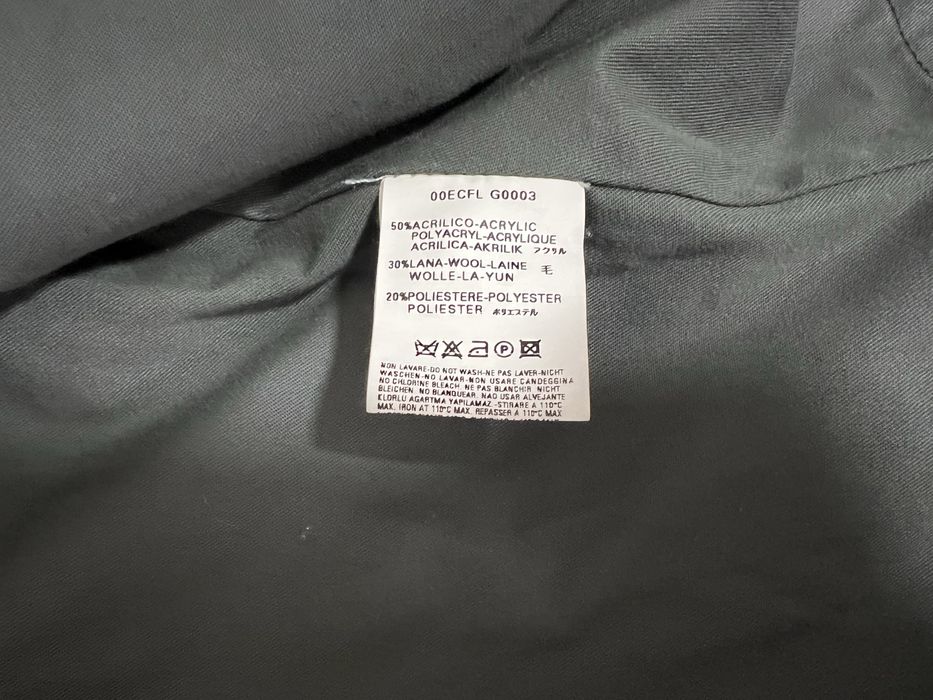 00ECFL G0003
50%ACRILICO-ACRYLIC
POLYACRYL-ACRYLIQUE
ACRILICA-AKRILIK アクリル
30%LANA-WOOL-LAINE 毛
WOLLE-LA-YUN
20%POLIESTERE-POLYESTER
POLIESTER ポリエステル
P
NON LAVARE-DO NOT WASH-NE PAS LAVER-NICHT
WASCHEN-NO LAVAR-NON USARE CANDEGGINA
NO CHLORINE BLEACH. NE PAS BLANCHIR NICHT
BLEICHEN. NO BLANQUEAR. NAO USAR ALVEJANTE
KLORLU AGARTMA YAPILAMAZ.-STIRARE A 110°C
MAX. IRON AT 110°C MAX. REPASSER A 110°C MAX